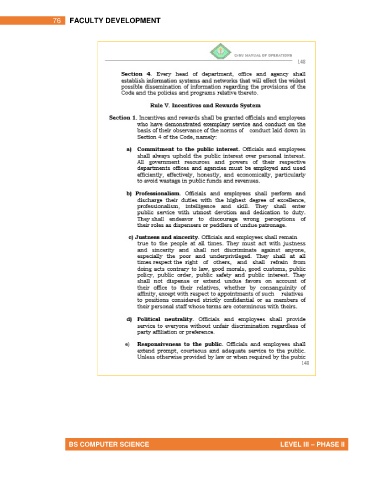 76 FACULTY DEVELOPMENT
CVSU MANUAL OF OPERATIONS
148
Section 4. Every head of department, office and agency shall
establish information systems and networks that will effect the widest
possible dissemination of information regarding the provisions of the
Code and the policies and programs relative thereto.
Rule V. Incentives and Rewards System
Section 1. Incentives and rewards shall be granted officials and employees
who have demonstrated exemplary service and conduct on the
basis of their observance of the norms of conduct laid down in
Section 4 of the Code, namely:
a) Commitment to the public interest. Officials and employees
shall always uphold the public interest over personal interest.
All government resources and powers of their respective
departments offices and agencies must be employed and used
efficiently, effectively, honestly, and economically, particularly
to avoid wastage in public funds and revenues.
b) Professionalism. Officials and employees shall perform and
discharge their duties with the highest degree of excellence,
professionalism, intelligence and skill. They shall enter
public service with utmost devotion and dedication to duty.
They shall endeavor to discourage wrong perceptions of
their roles as dispensers or peddlers of undue patronage.
c) Justness and sincerity. Officials and employees shall remain
true to the people at all times. They must act with justness
and sincerity and shall not discriminate against anyone,
especially the poor and underprivileged. They shall at all
times respect the right of others, and shall refrain from
doing acts contrary to law, good morals, good customs, public
policy, public order, public safety and public interest. They
shall not dispense or extend undue favors on account of
their office to their relatives, whether by consanguinity of
affinity, except with respect to appointments of such relatives
to positions considered strictly confidential or as members of
their personal staff whose terms are coterminous with theirs.
d) Political neutrality. Officials and employees shall provide
service to everyone without unfair discrimination regardless of
party affiliation or preference.
e) Responsiveness to the public. Officials and employees shall
extend prompt, courteous and adequate service to the public.
Unless otherwise provided by law or when required by the pubic
148
BS COMPUTER SCIENCE LEVEL III – PHASE II